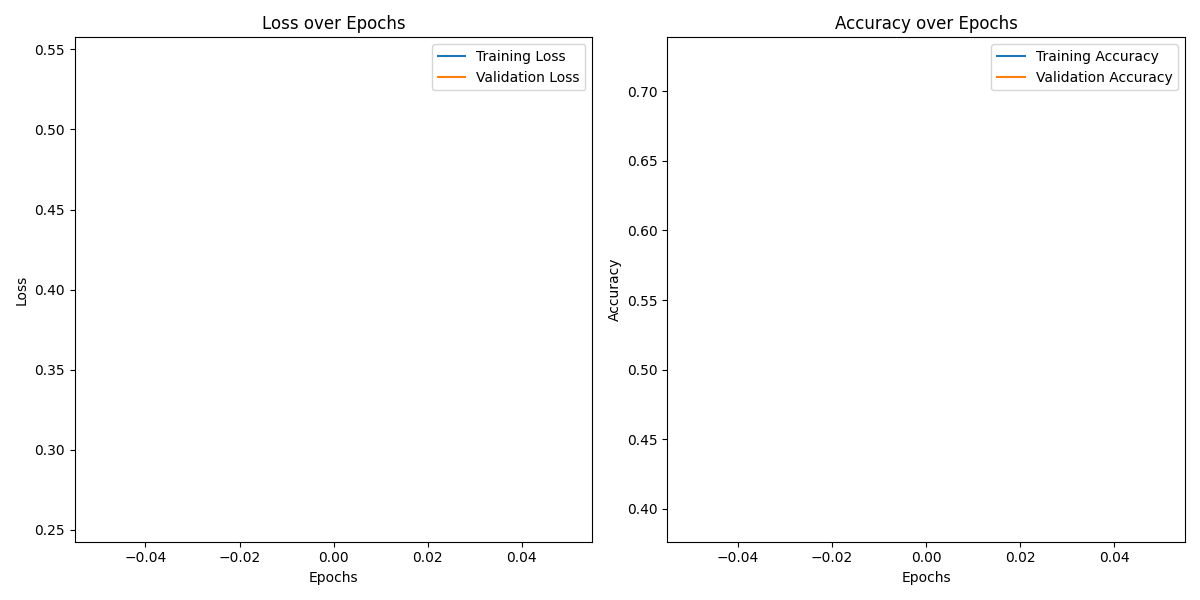 Loss over Epochs
Training Loss
Validation Loss
Loss
0.55
0.50
0.45
0.40
0.35
0.30
0.25
−0.04
−0.02
0.00
0.02
0.04
Epochs
Accuracy over Epochs
Training Accuracy
Validation Accuracy
Accuracy
0.70
0.65
0.60
0.55
0.50
0.45
0.40
−0.04
−0.02
0.00
0.02
0.04
Epochs